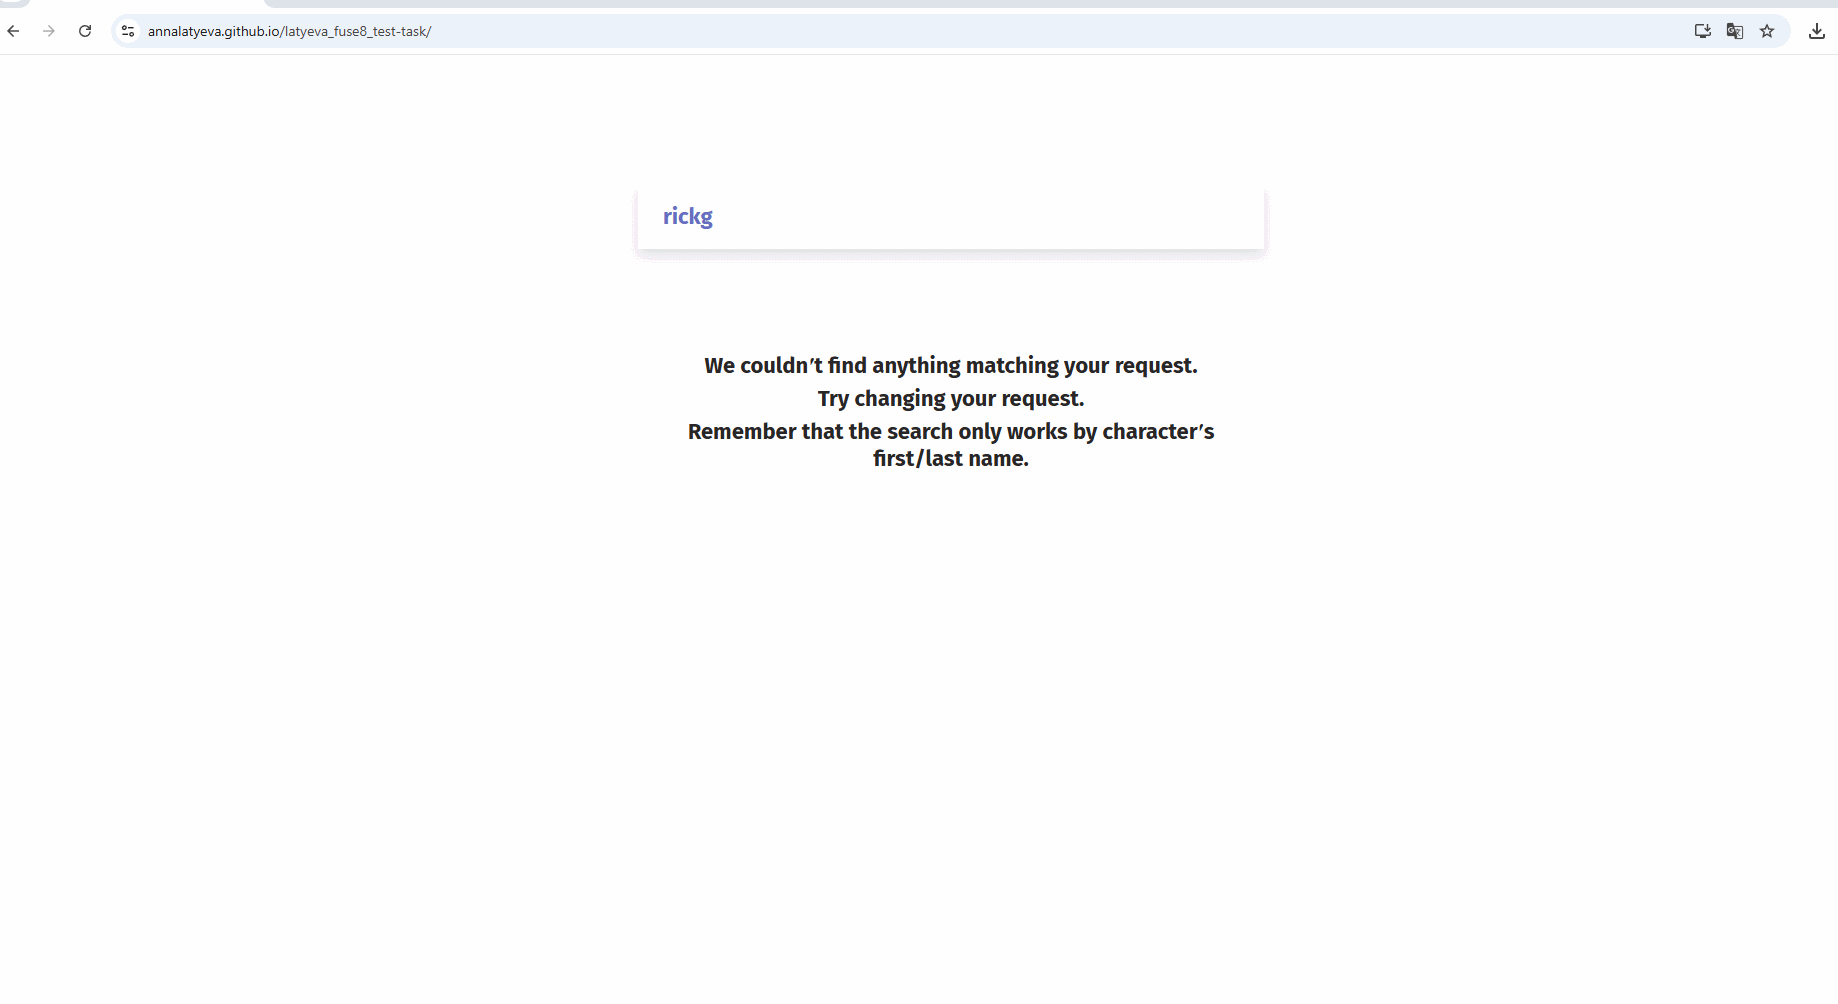 annalatyeva.github.io/latyeva_fuse8_test-task/
rickg
We couldn't find anything matching your request.
Try changing your request.
Remember that the search only works by character's
first/last name.